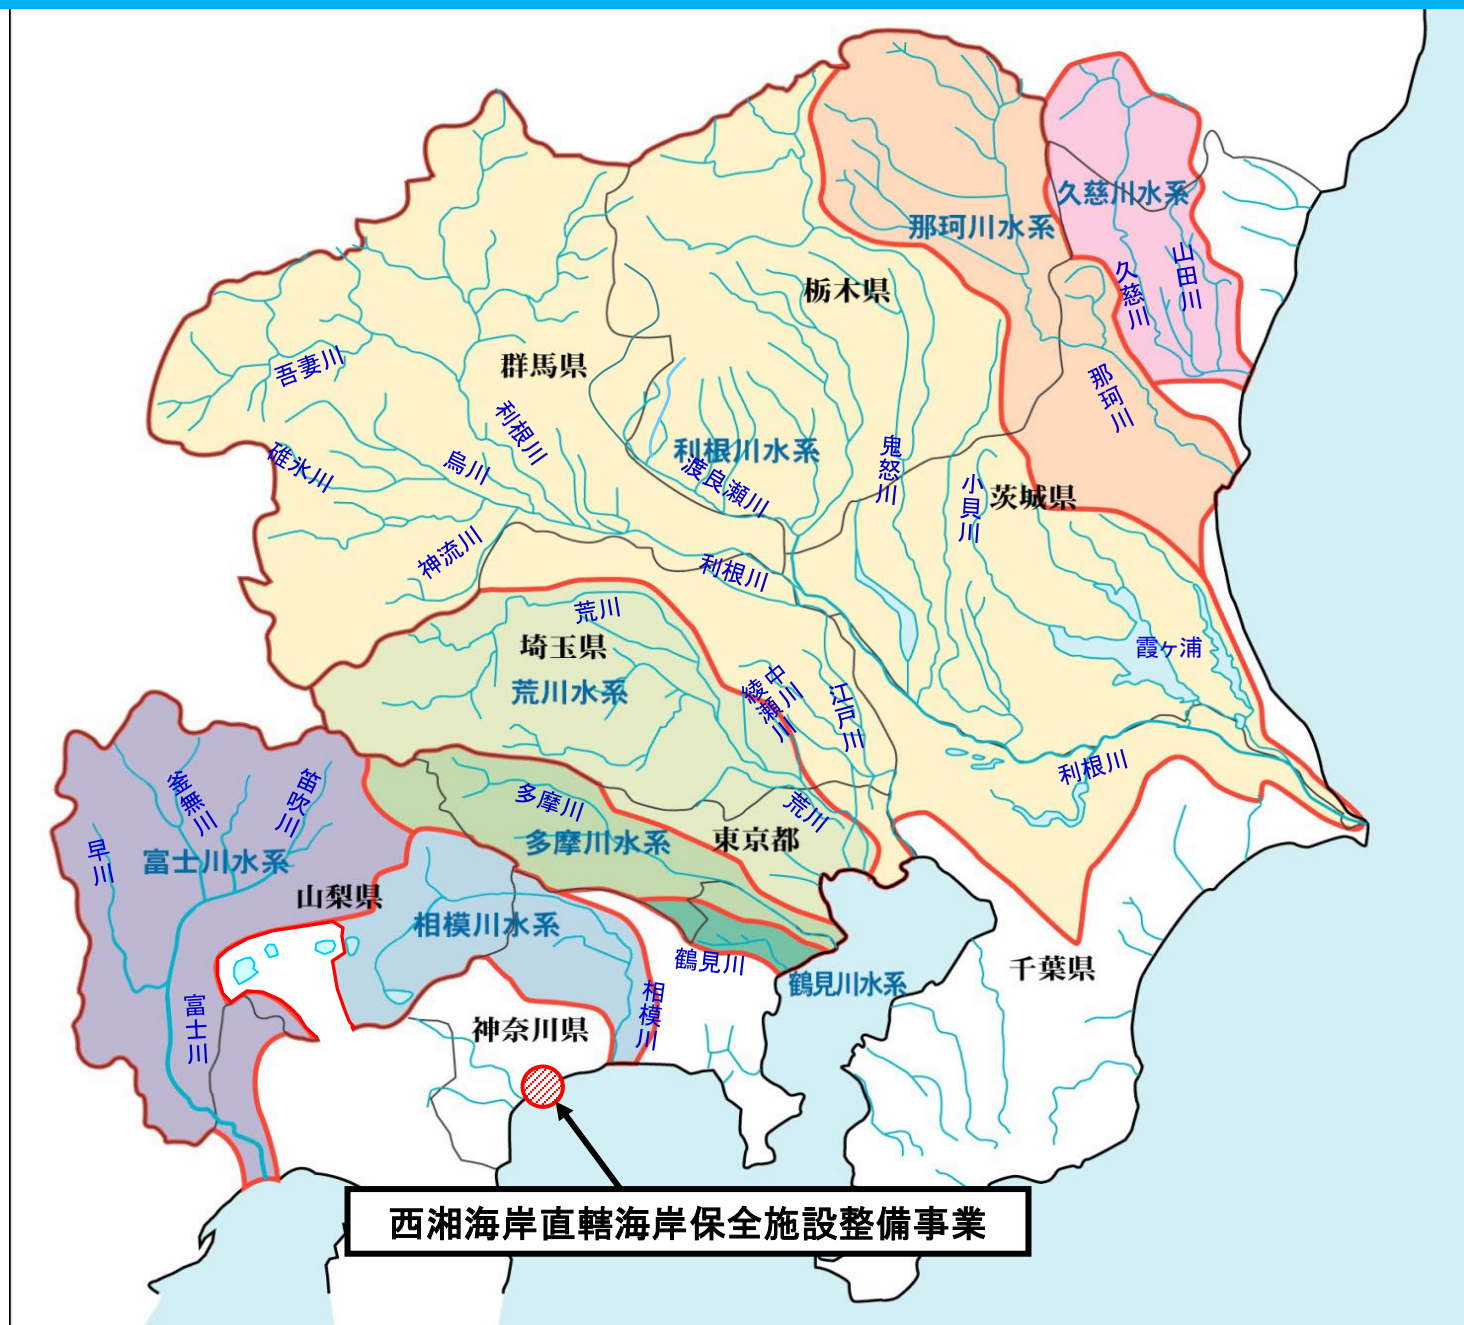 久慈川水系
那珂川水系
山田川
久慈川
栃木県
群馬県
吾妻川
那珂川
利根川
利根川水系
鬼怒川
碓氷川
烏川
渡良瀬川
小貝川
茨城県
神流川
利根川
荒川
埼玉県
霞ヶ浦
荒川水系
綾瀬川
中川
江戸川
利根川
釜無川
笛吹川
多摩川
荒川
早川
富士川水系
多摩川水系
東京都
山梨県
相模川水系
鶴見川
千葉県
鶴見川水系
富士川
相模川
神奈川県
西湘海岸直轄海岸保全施設整備事業